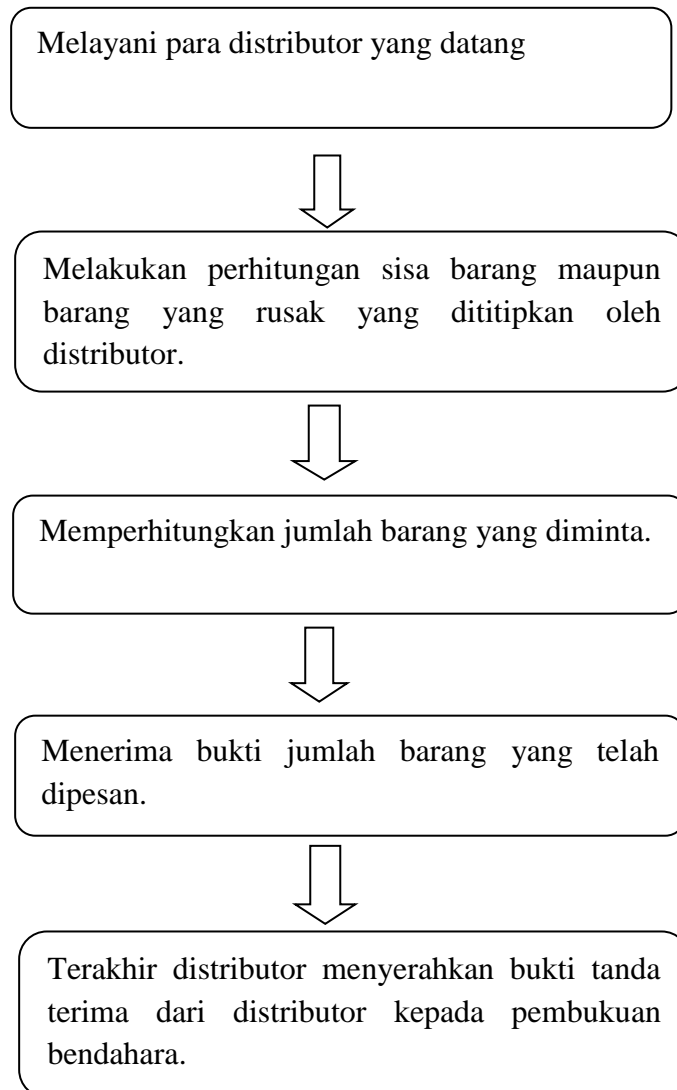 Melayani para distributor yang datang
Melakukan perhitungan sisa barang maupun
barang yang rusak yang dititipkan oleh
distributor.
Memperhitungkan jumlah barang yang diminta.
Menerima bukti jumlah barang yang telah
dipesan.
Terakhir distributor menyerahkan bukti tanda
terima dari distributor kepada pembukuan
bendahara.